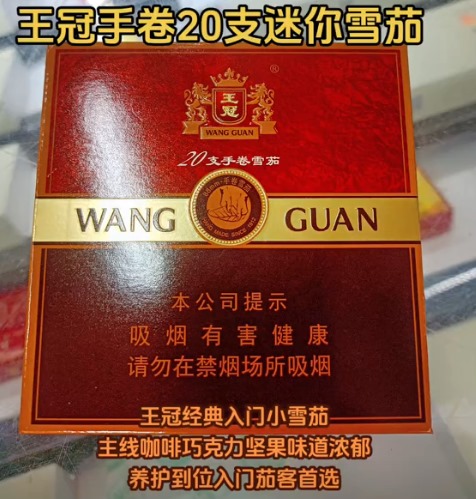 王冠手卷20支迷你雪茄
®
王
冠
WANG GUAN
20支手卷雪茄
WANG GUAN
本公司提示
吸烟有害健康
请勿在禁烟场所吸烟
王冠经典入门小雪茄
主线咖啡巧克力坚果味道浓郁
养护到位入门茄客首选